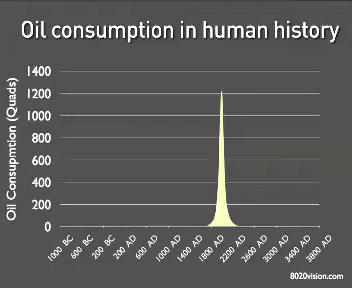 Oil consumption in human history
Oil Consupmtion (Quads)
1400
1200
1000
800
600
400
200
0
1000 BC
600 BC
200 BC
200 AD
600 AD
1000 AD
1400 AD
1800 AD
2200 AD
2600 AD
3000 AD
3400 AD
3800 AD
8020vision.com